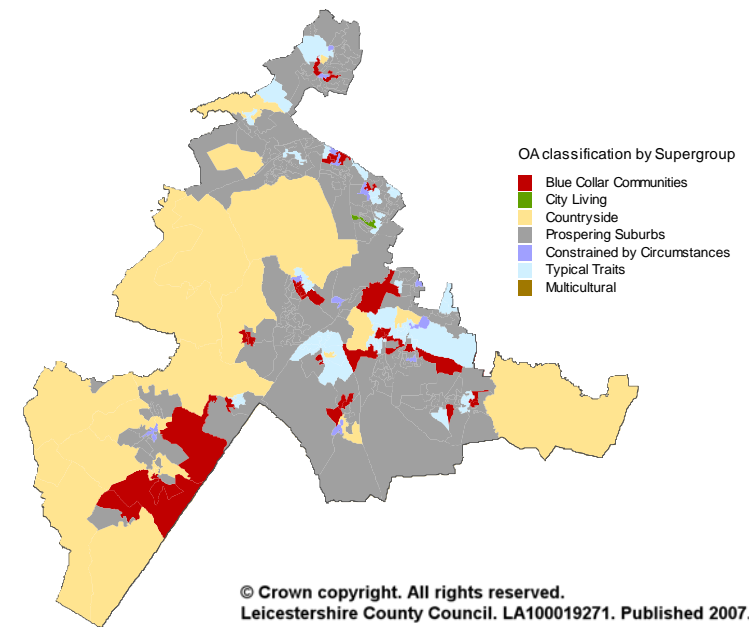 OA classification by Supergroup
Blue Collar Communities
City Living
Countryside
Prospering Suburbs
Constrained by Circumstances
Typical Traits
Multicultural
© Crown copyright. All rights reserved.
Leicestershire County Council. LA100019271. Published 2007.